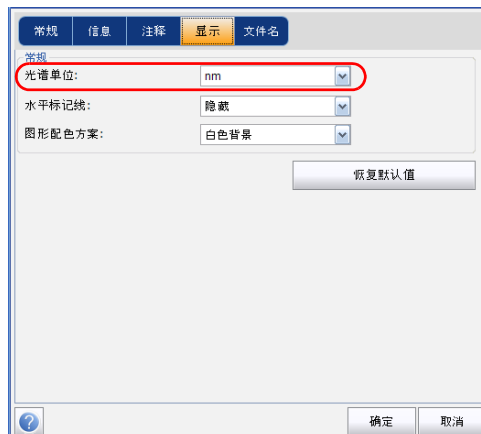 常规 信息 注释 显示 文件名
常规
光谱单位: nm
水平标记线: 隐藏
图形配色方案: 白色背景
恢复默认值
? 确定 取消